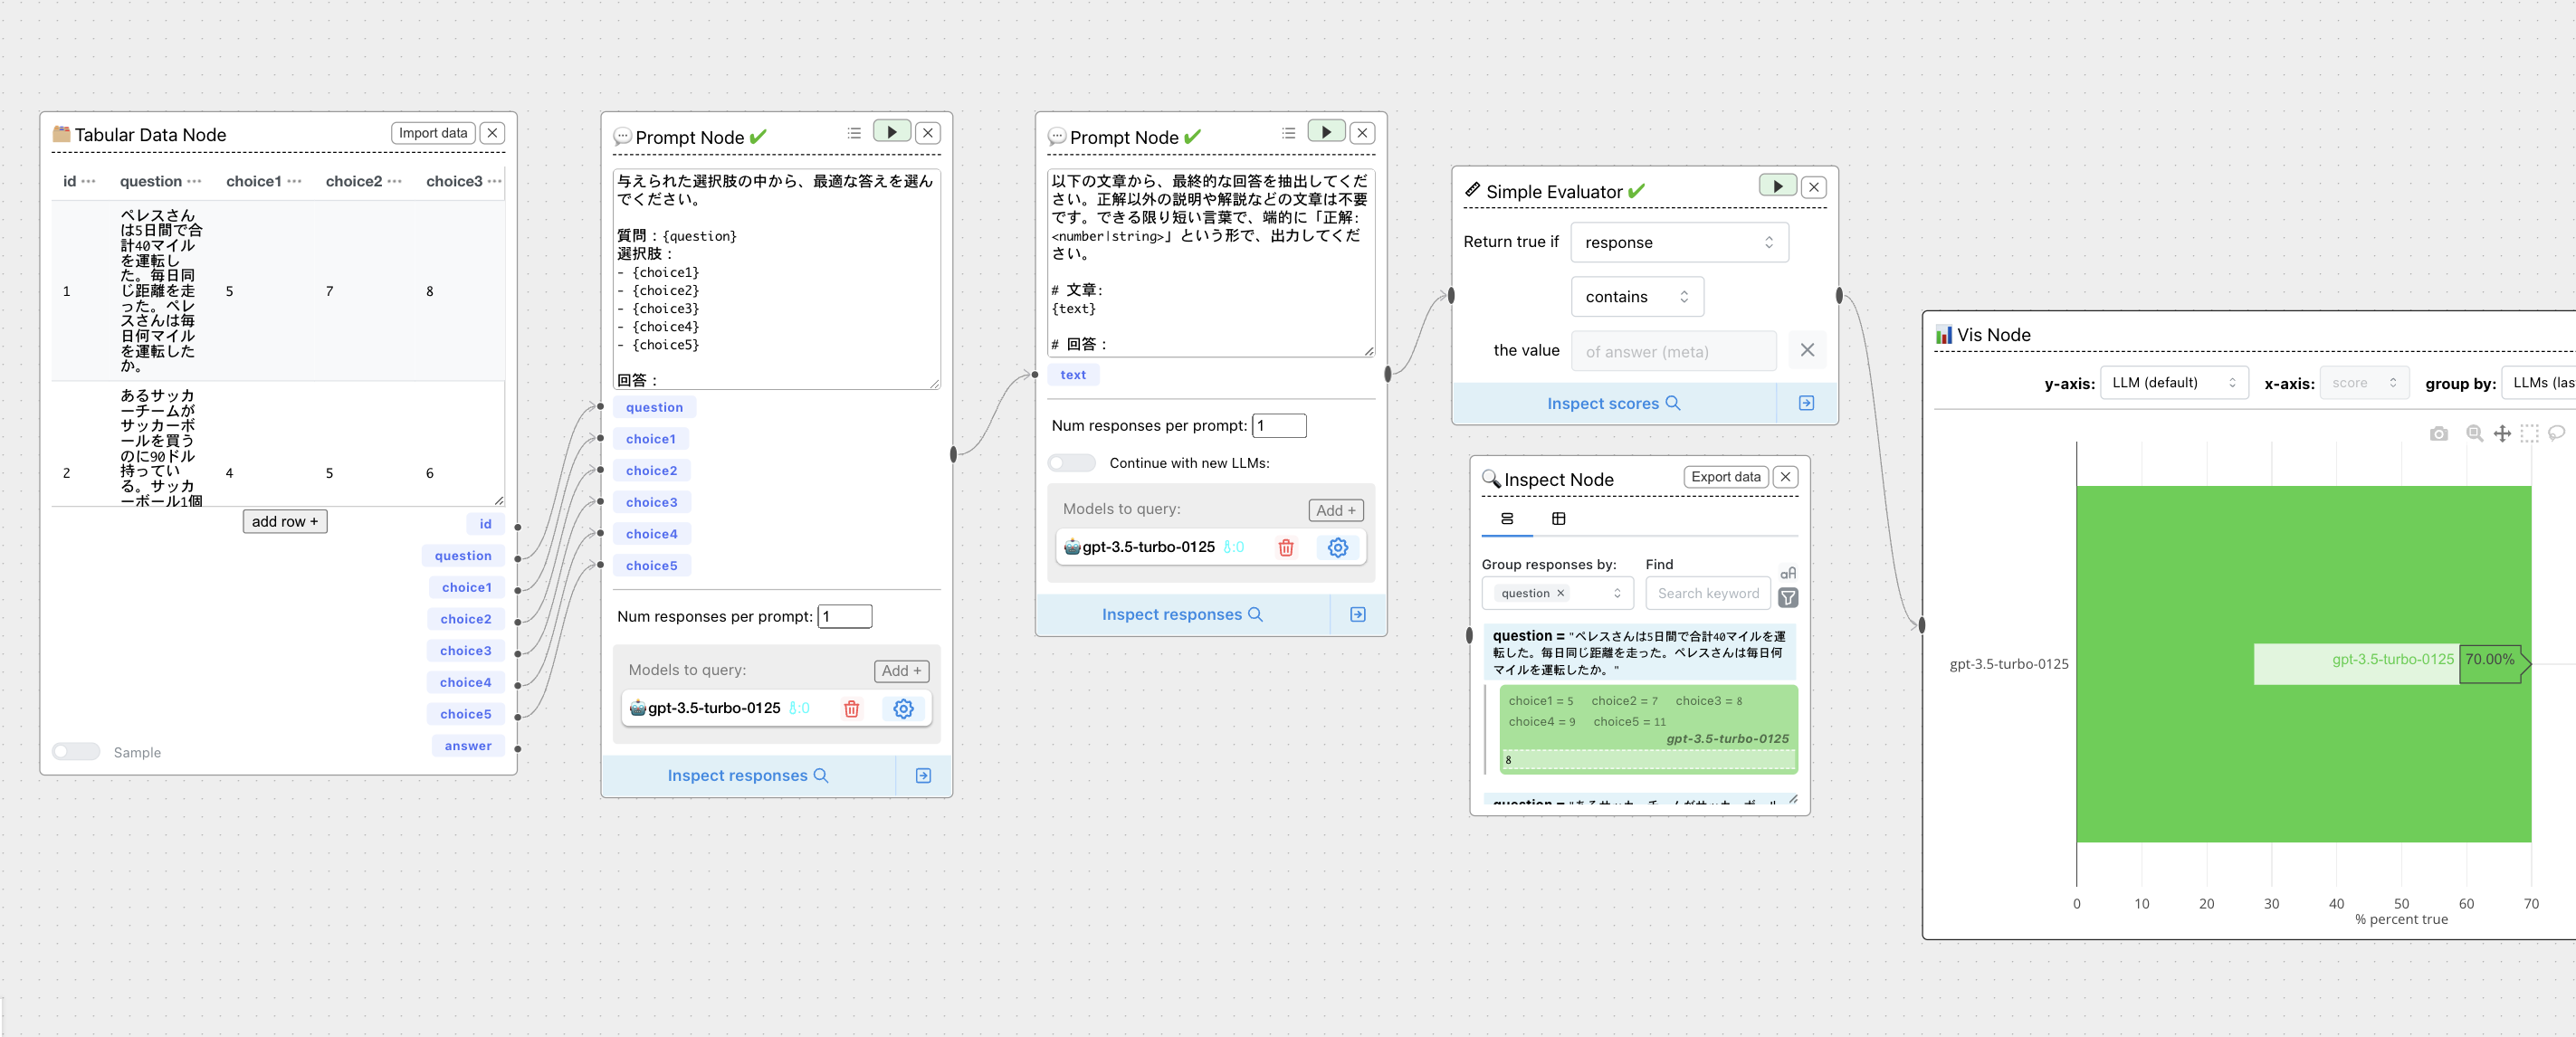 Tabular Data Node
Import data
id ··· question ··· choice1 ··· choice2 ··· choice3 ···
1
ペレスさん
は5日間で合
計40マイル
を運転し
た。毎日同
じ距離を走
った。ペレ
スさんは毎
日何マイル
を運転した
か。
5 7 8
2
あるサッカ
ーチームが
サッカーボ
ールを買う
のに90ドル
持ってい
る。サッカ
ーボール1個
4 5 6
add row +
id
question
choice1
choice2
choice3
choice4
choice5
answer
Sample
Prompt Node
与えられた選択肢の中から、最適な答えを選ん
でください。
質問：{question}
選択肢：
- {choice1}
- {choice2}
- {choice3}
- {choice4}
- {choice5}
回答：
question
choice1
choice2
choice3
choice4
choice5
Num responses per prompt: 1
Models to query: Add +
gpt-3.5-turbo-0125 :0
Inspect responses
Prompt Node
以下の文章から、最終的な回答を抽出してくだ
さい。正解以外の説明や解説などの文章は不要
です。できる限り短い言葉で、端的に「正解：
<number|string>」という形で、出力してくだ
さい。
# 文章：
{text}
# 回答：
text
Num responses per prompt: 1
Continue with new LLMs:
Models to query: Add +
gpt-3.5-turbo-0125 :0
Inspect responses
Simple Evaluator
Return true if response
contains
the value of answer (meta)
Inspect scores
Inspect Node
Export data
Group responses by: Find
question × Search keyword
aA
question = "ペレスさんは5日間で合計40マイルを運
転した。毎日同じ距離を走った。ペレスさんは毎日何
マイルを運転したか。"
choice1 = 5 choice2 = 7 choice3 = 8
choice4 = 9 choice5 = 11
gpt-3.5-turbo-0125
8
question = "あるサッカーチームがサッカーボール
Vis Node
y-axis: LLM (default) x-axis: score group by: LLMs (las
gpt-3.5-turbo-0125
gpt-3.5-turbo-0125 70.00%
0 10 20 30 40 50 60 70
% percent true